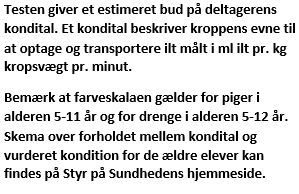 Testen giver et estimeret bud på deltagerens
kondital. Et kondital beskriver kroppens evne til
at optage og transportere ilt målt i ml ilt pr. kg
kropsvægt pr. minut.
Bemærk at farveskalaen gælder for piger i
alderen 5-11 år og for drenge i alderen 5-12 år.
Skema over forholdet mellem kondital og
vurderet kondition for de ældre elever kan
findes på Styr på Sundhedens hjemmeside.